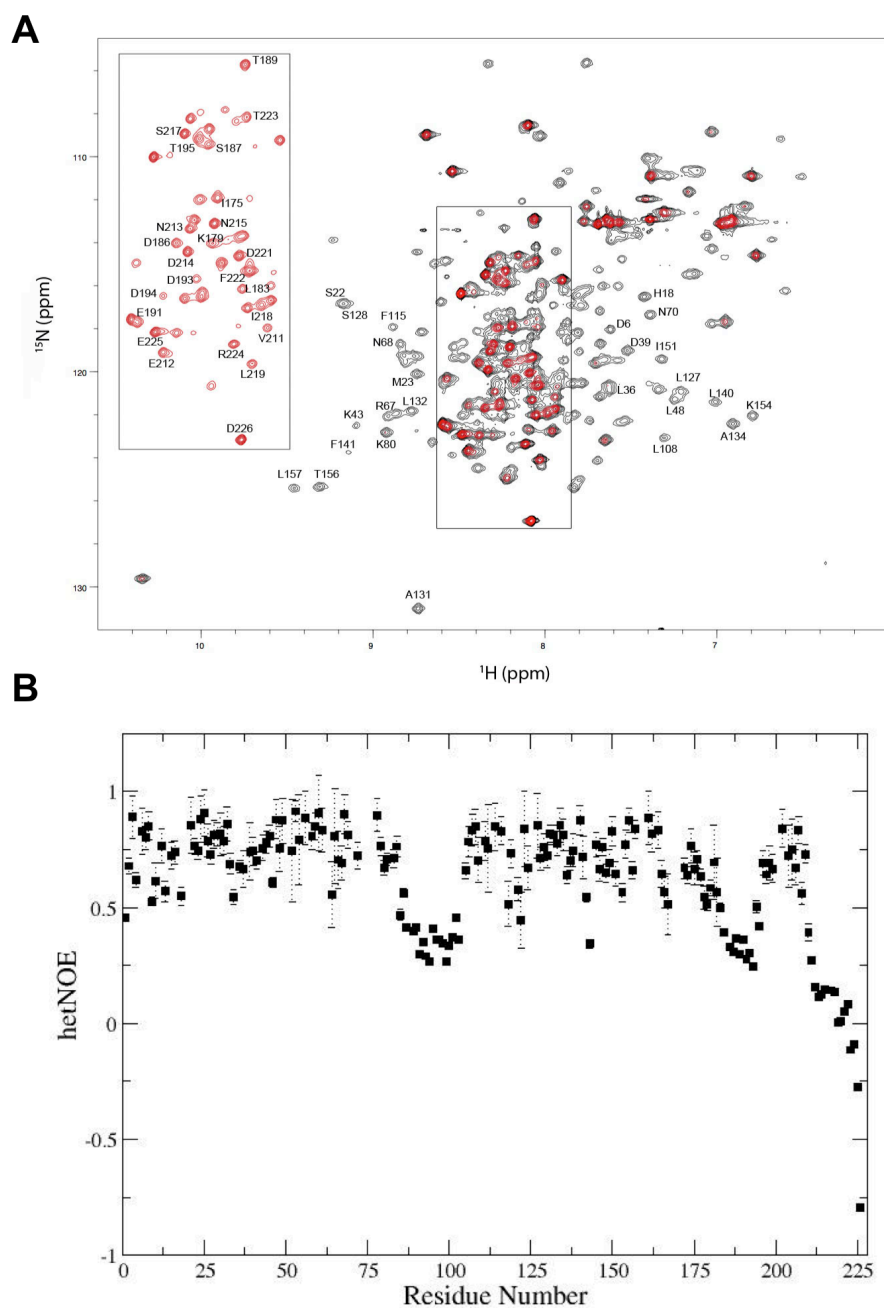 A
T189
T223
S217
T195
S187
I175
N213
N215
K179
D186
D221
D214
F222
D193
L183
D194
I218
E191
V211
E225
R224
E212
L219
D226
S22
S128
F115
H18
N70
N68
D6
D39
I151
M23
L36
L127
L140
L132
R67
K43
L48
K154
K80
F141
A134
L108
L157
T156
A131
110
120
130
10
9
8
7
15N (ppm)
1H (ppm)
B
1
0.5
0
-0.5
-1
hetNOE
0
25
50
75
100
125
150
175
200
225
Residue Number